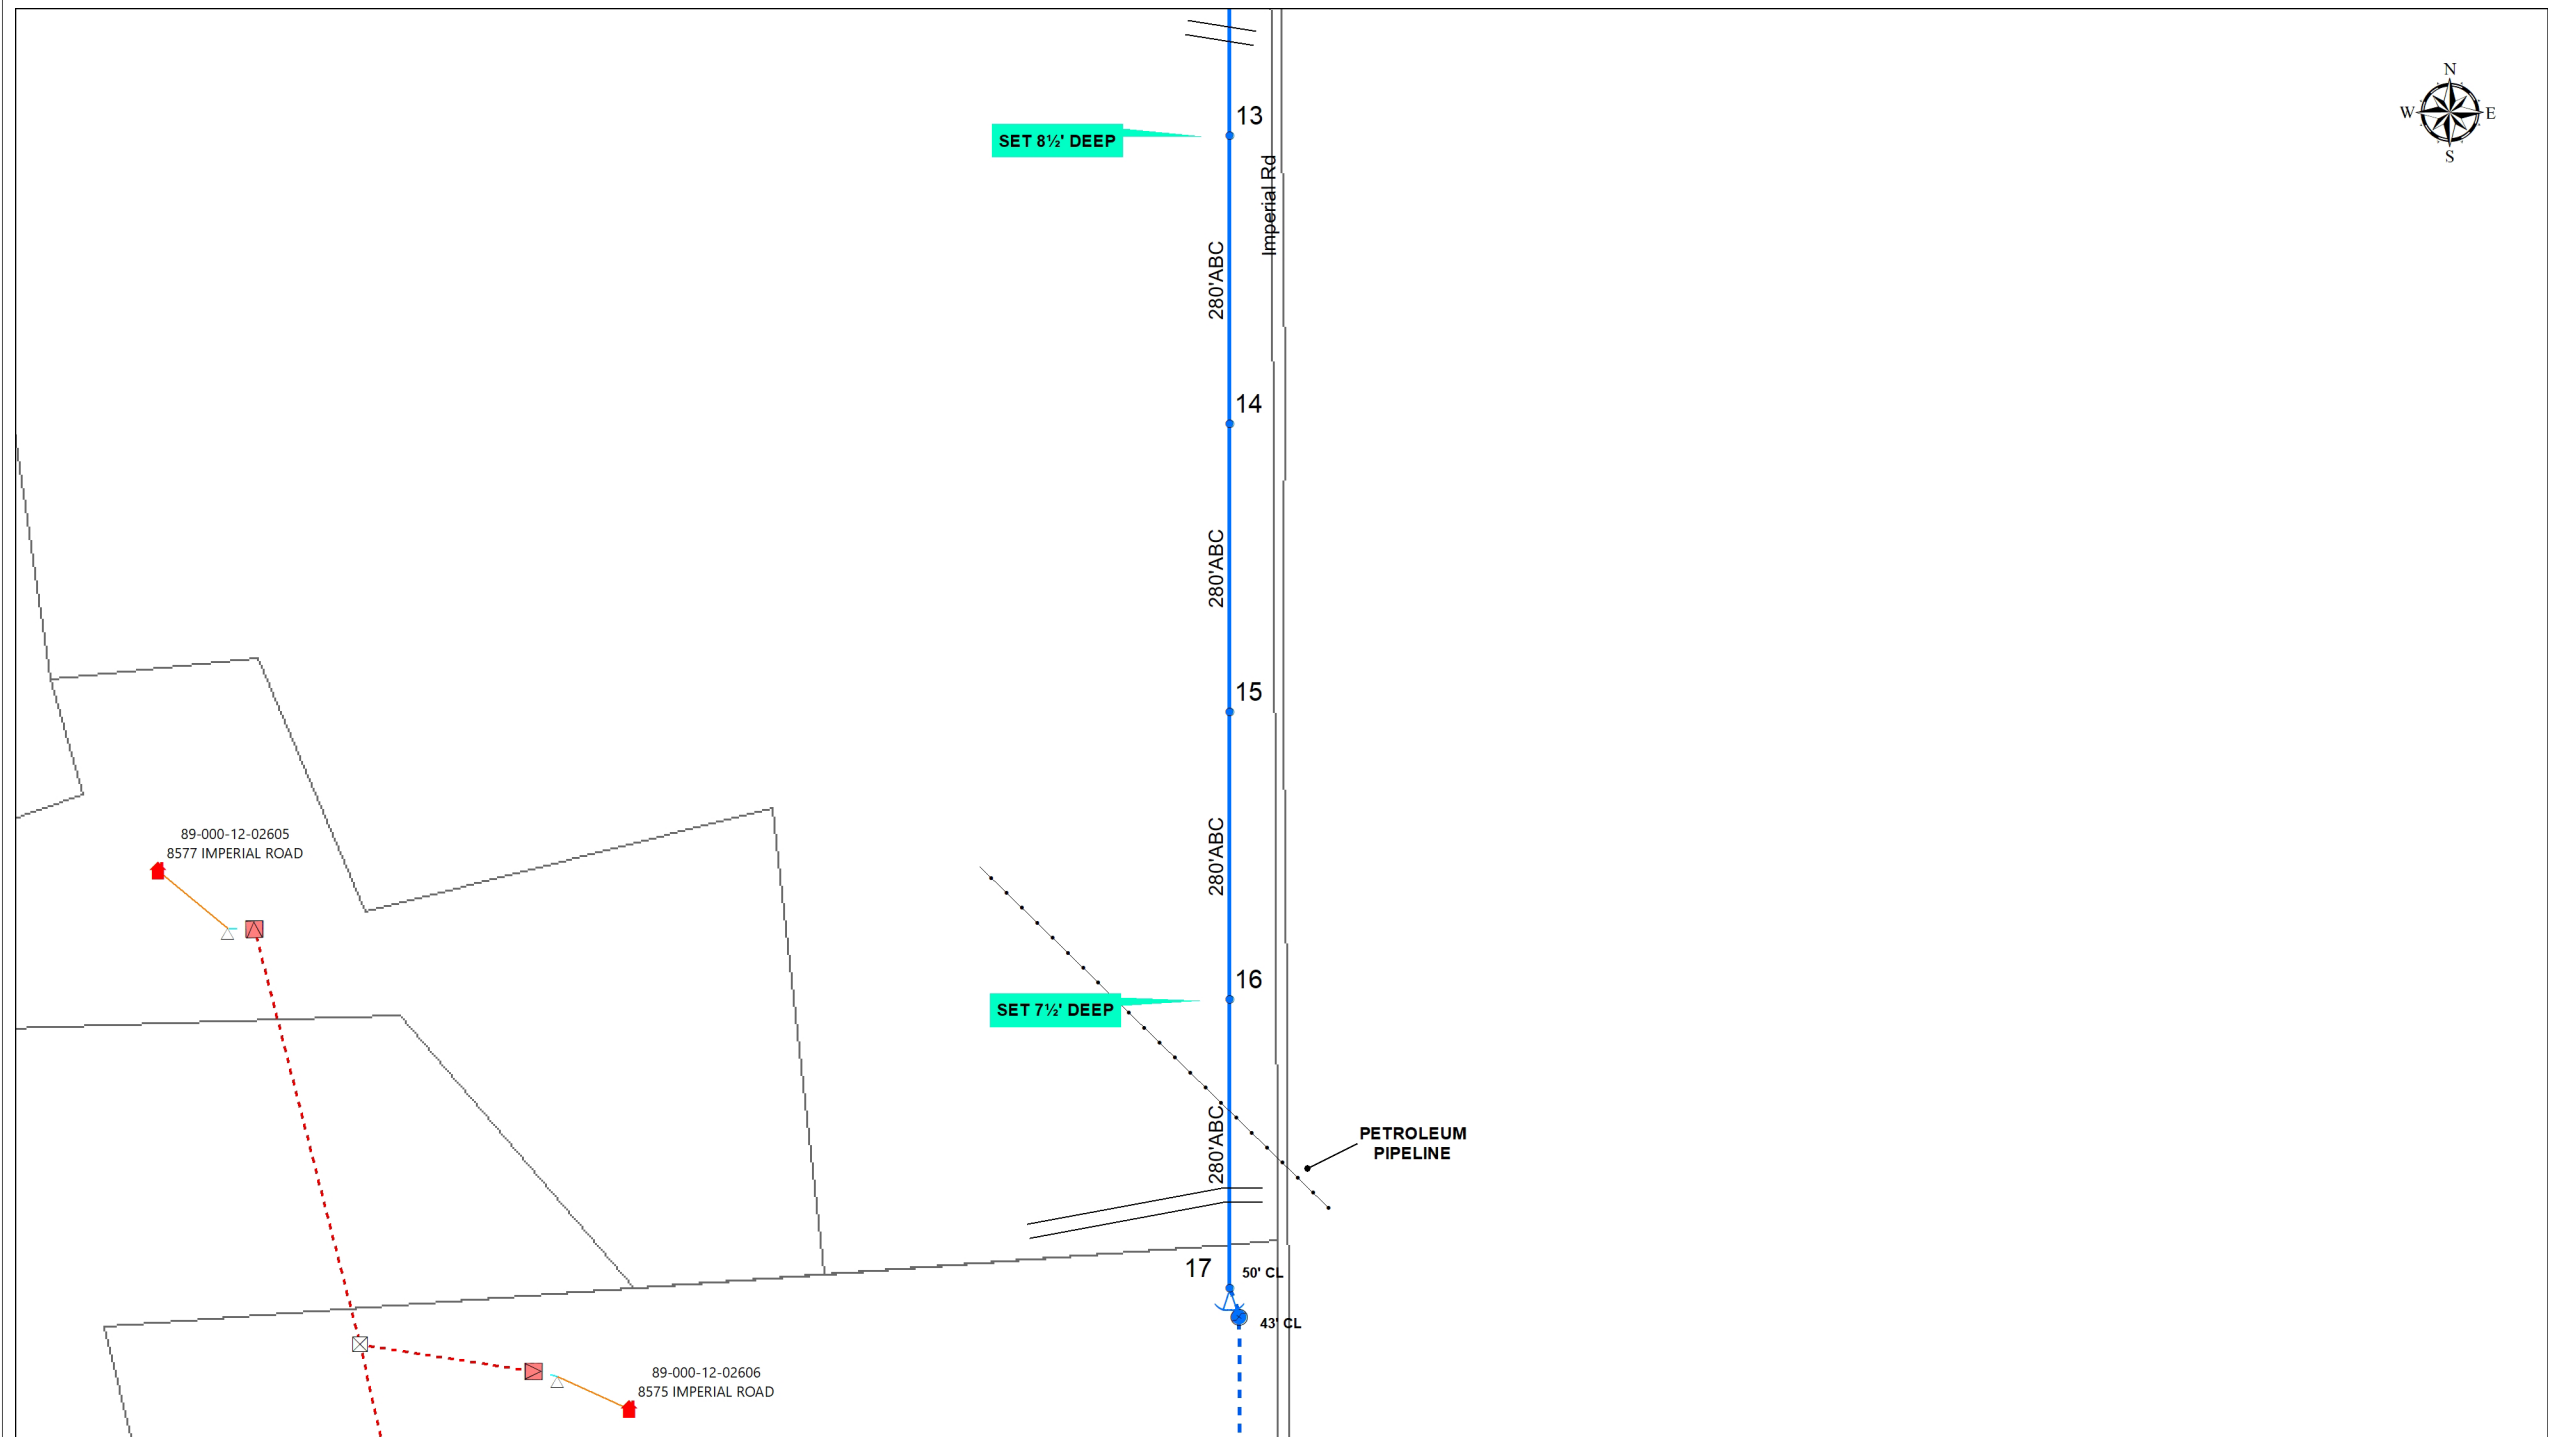 N
W
E
S
13
SET 8½' DEEP
Imperial Rd
280'ABC
14
280'ABC
15
280'ABC
89-000-12-02605
8577 IMPERIAL ROAD
16
SET 7½' DEEP
280'ABC
PETROLEUM
PIPELINE
17
50' CL
43' CL
89-000-12-02606
8575 IMPERIAL ROAD